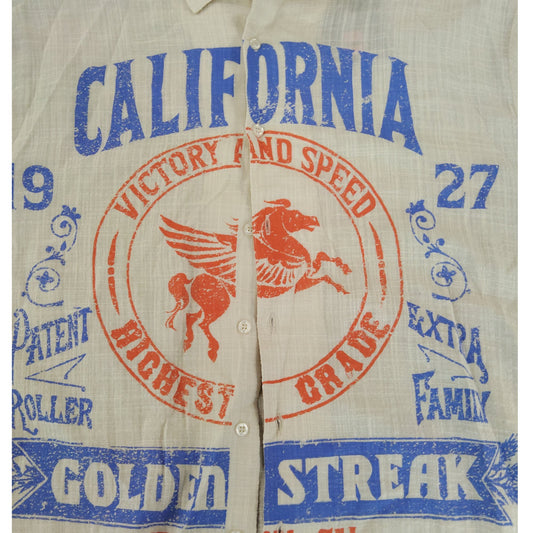 CALIFORNIA
19 27
VICTORY AND SPEED
HIGHEST GRADE
PATENT
ROLLER
EXTRA
FAMILY
GOLDEN STREAK